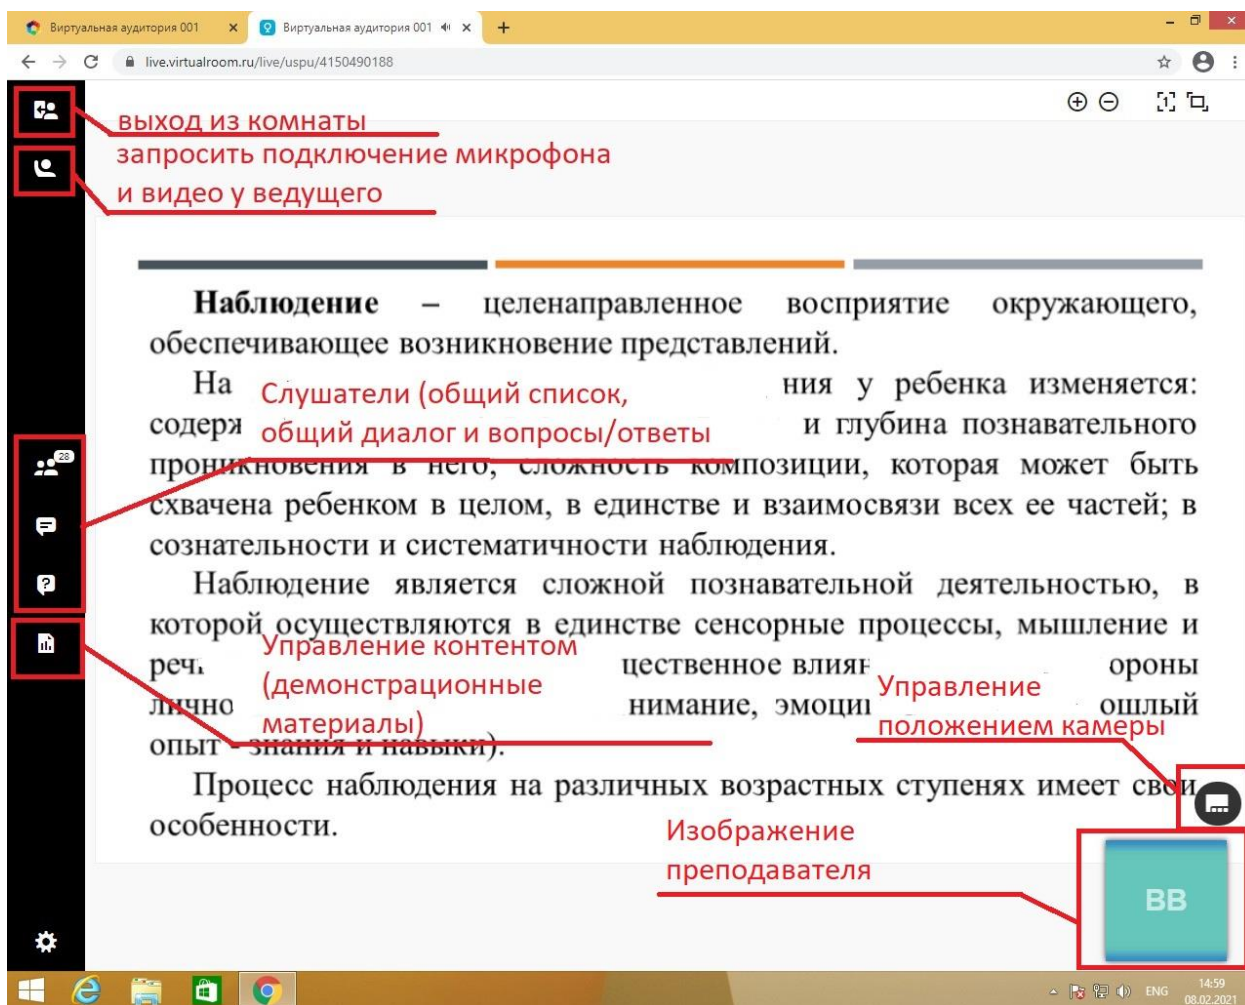 Виртуальная аудитория 001
Виртуальная аудитория 001
live.virtualroom.ru/live/uspu/4150490188
выход из комнаты
запросить подключение микрофона
и видео у ведущего
Наблюдение – целенаправленное восприятие окружающего,
обеспечивающее возникновение представлений.
На ния у ребенка изменяется:
Слушатели (общий список,
содерж и глубина познавательного
общий диалог и вопросы/ответы
28
проникновения в него; сложность композиции, которая может быть
схвачена ребенком в целом, в единстве и взаимосвязи всех ее частей; в
сознательности и систематичности наблюдения.
Наблюдение является сложной познавательной деятельностью, в
которой осуществляются в единстве сенсорные процессы, мышление и
Управление контентом
речь щественное влиян ороны
(демонстрационные
Управление
лично нимание, эмоции ошлый
материалы)
положением камеры
опыт - знания и навыки).
Процесс наблюдения на различных возрастных ступенях имеет свои
особенности.
Изображение
преподавателя
BB
ENG
14:59
08.02.2021